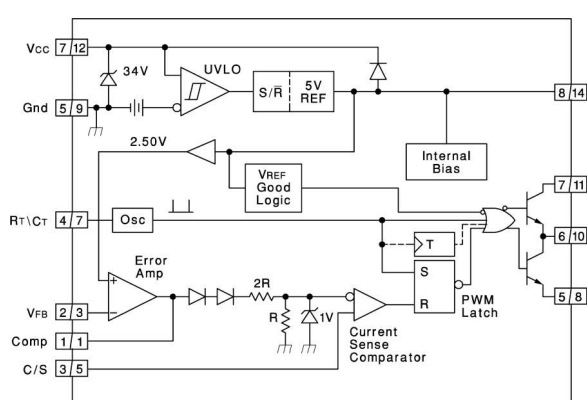 Vcc 7 12
34V
UVLO
S/R̅
5V
REF
8 14
Gnd 5 9
2.50V
Internal
Bias
VREF
Good
Logic
7 11
RT\CT 4 7
Osc
T
6 10
Error
Amp
S
2R
PWM
Latch
5 8
VFB 2 3
R
1V
R
Comp 1 1
Current
Sense
Comparator
C/S 3 5